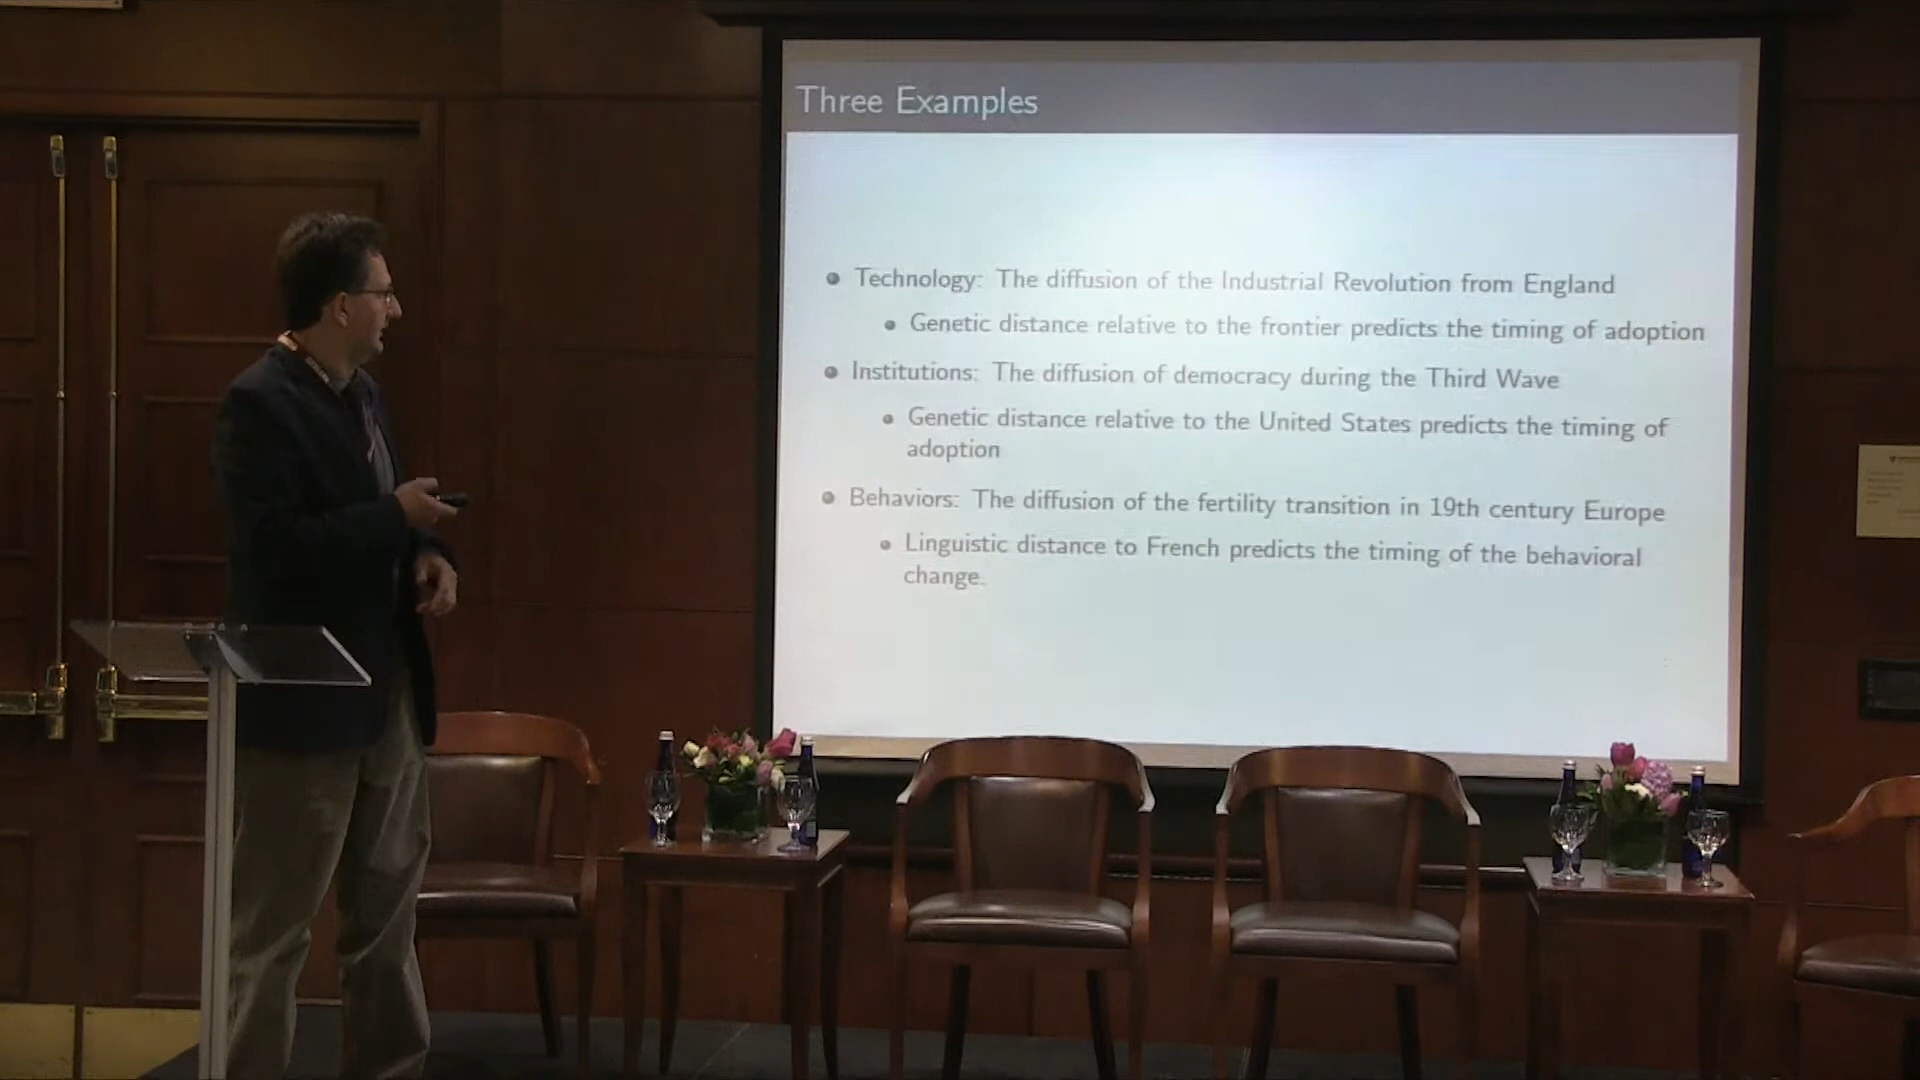 Three Examples
Technology: The diffusion of the Industrial Revolution from England
Genetic distance relative to the frontier predicts the timing of adoption
Institutions: The diffusion of democracy during the Third Wave
Genetic distance relative to the United States predicts the timing of
adoption
Behaviors: The diffusion of the fertility transition in 19th century Europe
Linguistic distance to French predicts the timing of the behavioral
change.